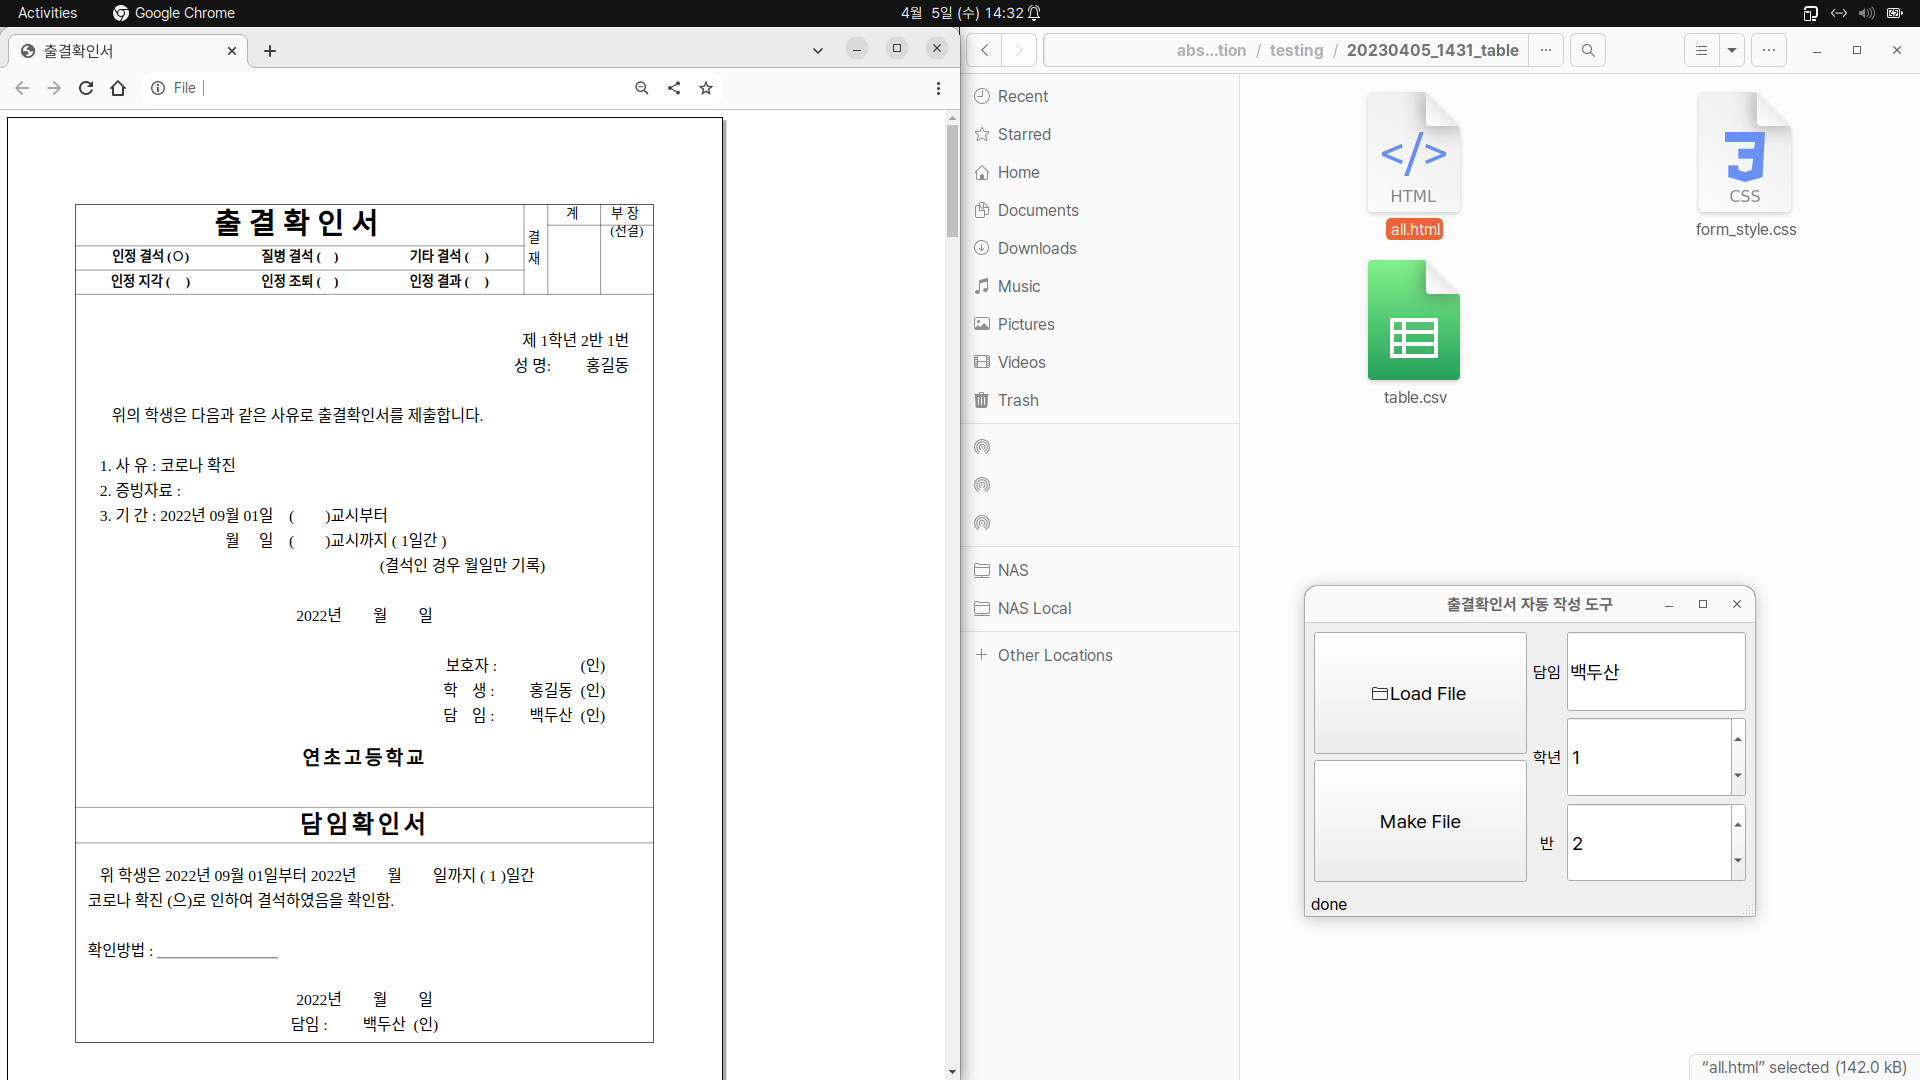 Activities
Google Chrome
4월 5일 (수) 14:32
출결확인서
File
출 결 확 인 서
결
재
계
부 장
(전결)
인정 결석 (○) 질병 결석 ( ) 기타 결석 ( )
인정 지각 ( ) 인정 조퇴 ( ) 인정 결과 ( )
제 1학년 2반 1번
성 명: 홍길동
위의 학생은 다음과 같은 사유로 출결확인서를 제출합니다.
1. 사 유 : 코로나 확진
2. 증빙자료 :
3. 기 간 : 2022년 09월 01일 ( )교시부터
월 일 ( )교시까지 ( 1일간 )
(결석인 경우 월일만 기록)
2022년 월 일
보호자 : (인)
학 생 : 홍길동 (인)
담 임 : 백두산 (인)
연초고등학교
담임확인서
위 학생은 2022년 09월 01일부터 2022년 월 일까지 ( 1 )일간
코로나 확진 (으)로 인하여 결석하였음을 확인함.
확인방법 : ________________
2022년 월 일
담임 : 백두산 (인)
abs...tion / testing / 20230405_1431_table
Recent
Starred
Home
Documents
Downloads
Music
Pictures
Videos
Trash
NAS
NAS Local
Other Locations
</>
HTML
all.html
3
CSS
form_style.css
table.csv
출결확인서 자동 작성 도구
Load File
Make File
담임 백두산
학년 1
반 2
done
“all.html” selected (142.0 kB)